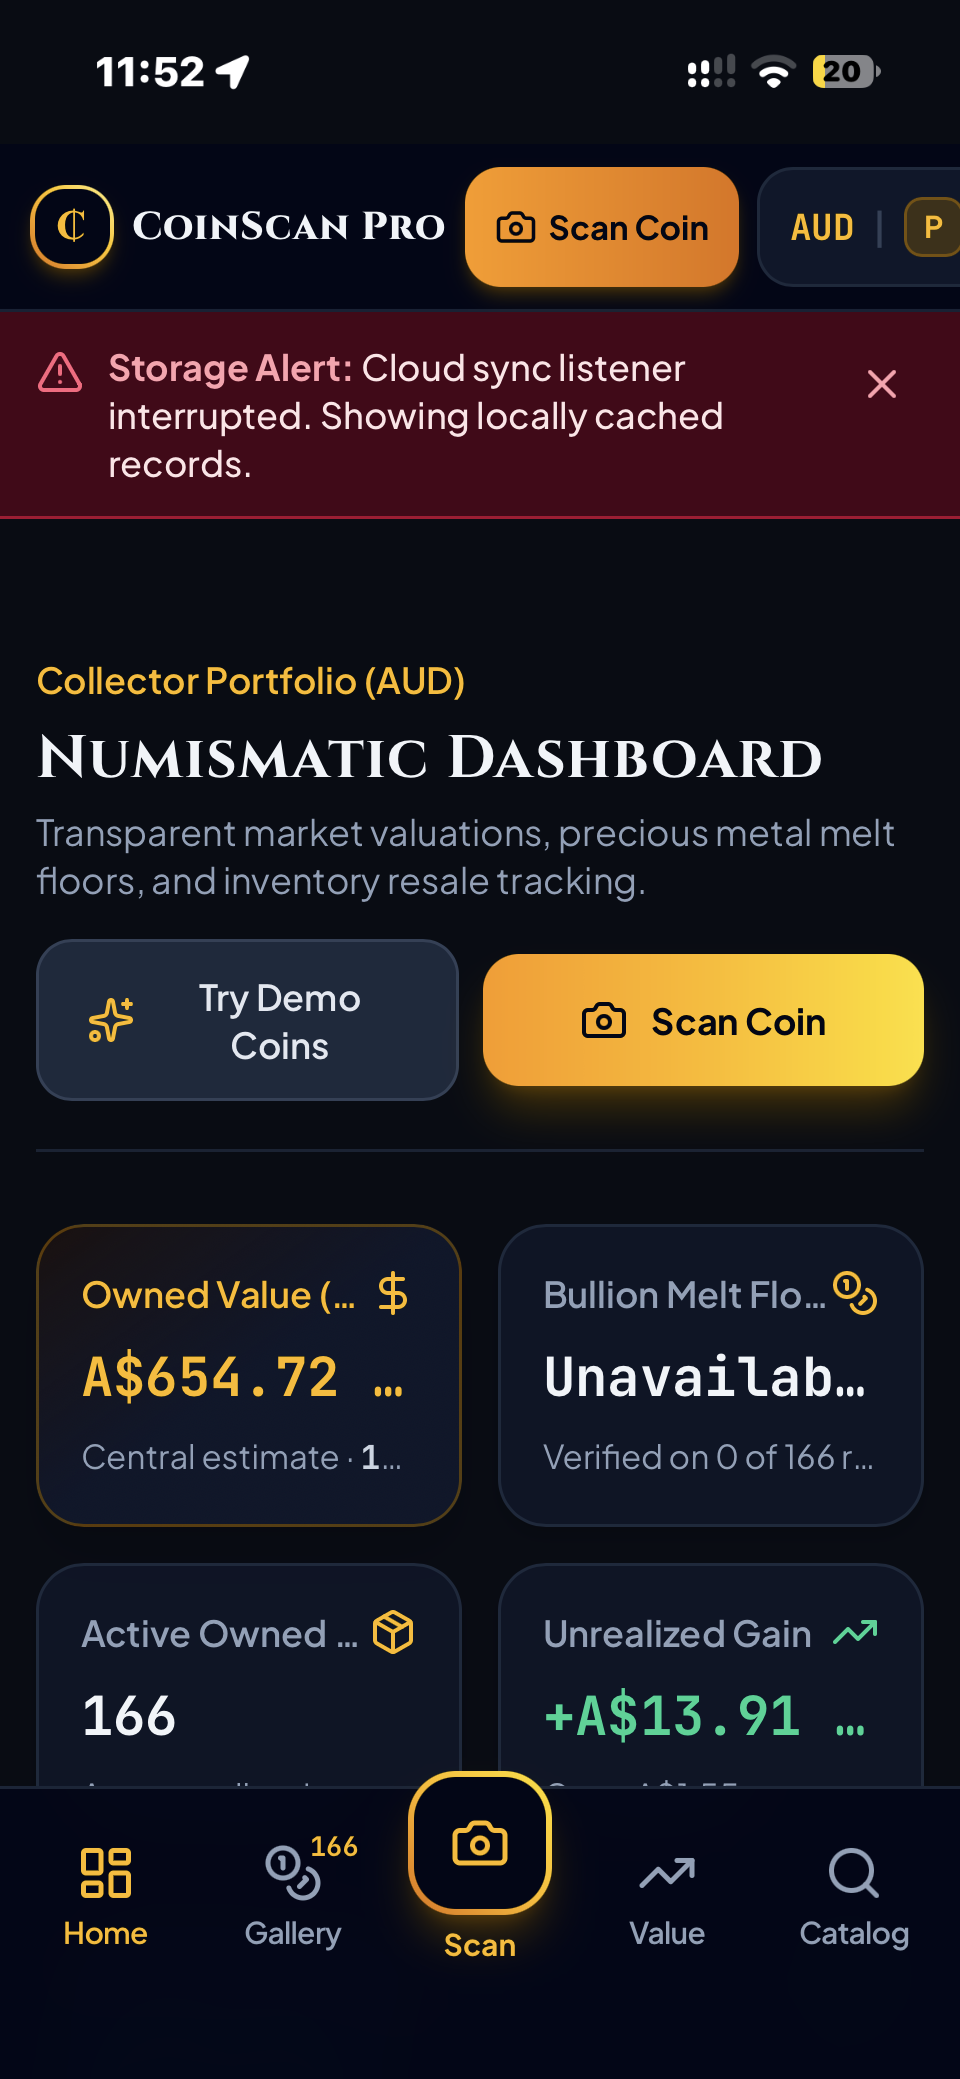 11:52
20
₵ CoinScan Pro
Scan Coin
AUD | P
Storage Alert: Cloud sync listener
interrupted. Showing locally cached
records.
Collector Portfolio (AUD)
Numismatic Dashboard
Transparent market valuations, precious metal melt
floors, and inventory resale tracking.
Try Demo
Coins
Scan Coin
Owned Value (...
A$654.72 ...
Central estimate · 1...
Bullion Melt Flo...
Unavailab...
Verified on 0 of 166 r...
Active Owned ...
166
Unrealized Gain
+A$13.91 ...
Home
166
Gallery
Scan
Value
Catalog